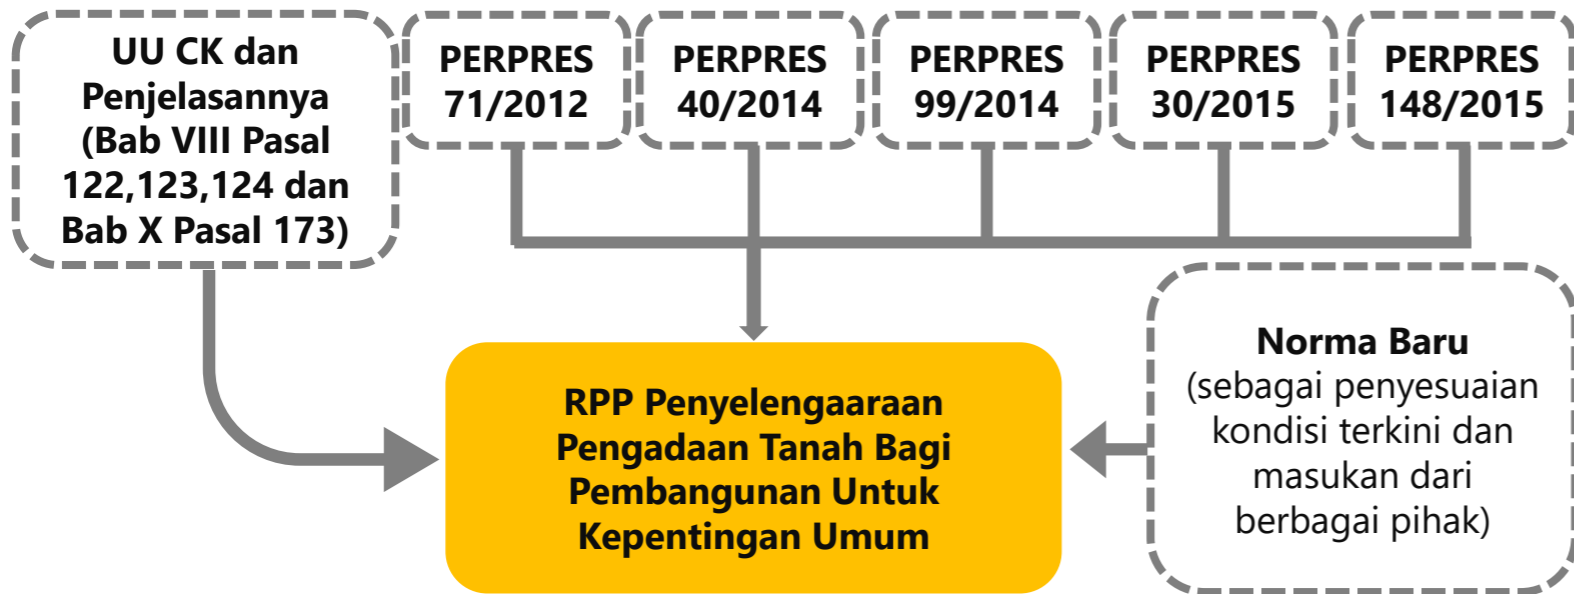 UU CK dan
Penjelasannya
(Bab VIII Pasal
122,123,124 dan
Bab X Pasal 173)
PERPRES
71/2012
PERPRES
40/2014
PERPRES
99/2014
PERPRES
30/2015
PERPRES
148/2015
RPP Penyelengaaraan
Pengadaan Tanah Bagi
Pembangunan Untuk
Kepentingan Umum
Norma Baru
(sebagai penyesuaian
kondisi terkini dan
masukan dari
berbagai pihak)